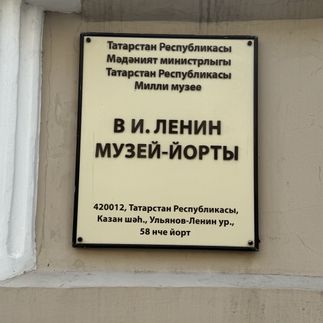 Татарстан Республикасы
Мәдәният министрлыгы
Татарстан Республикасы
Милли музее
В И. ЛЕНИН
МУЗЕЙ-ЙОРТЫ
420012, Татарстан Республикасы,
Казан шәһ., Ульянов-Ленин ур.,
58 нче йорт